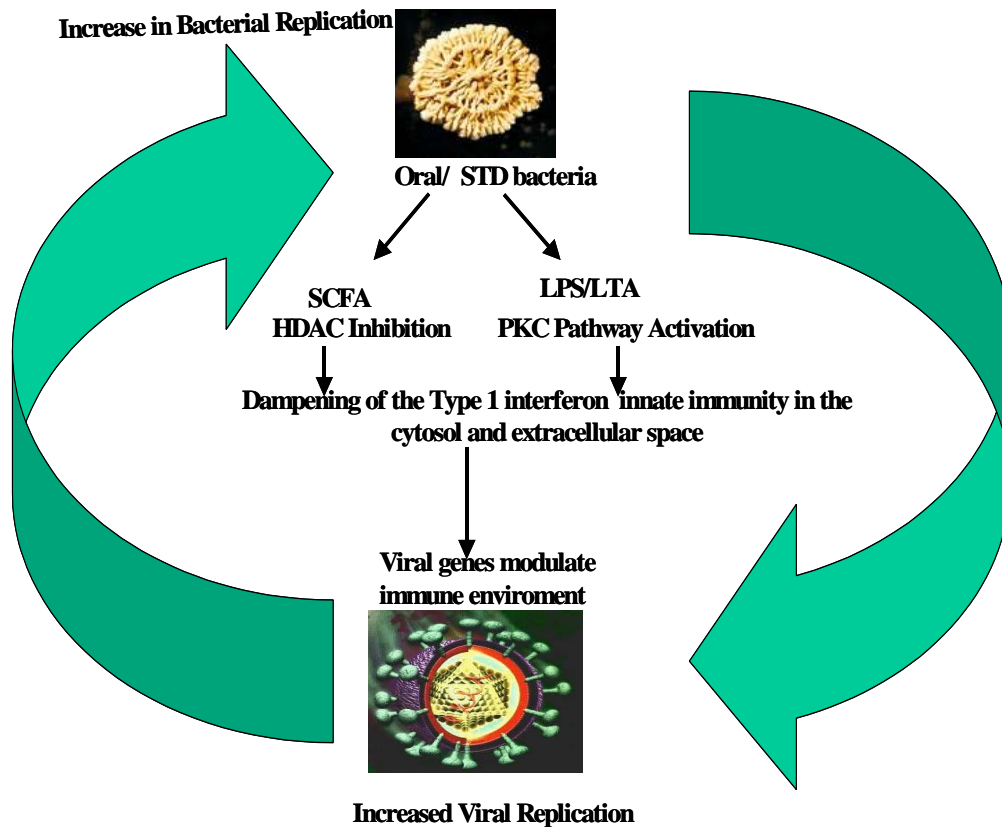 Increase in Bacterial Replication
Oral/ STD bacteria
SCFA
HDAC Inhibition
LPS/LTA
PKC Pathway Activation
Dampening of the Type 1 interferon innate immunity in the
cytosol and extracellular space
Viral genes modulate
immune enviroment
Increased Viral Replication